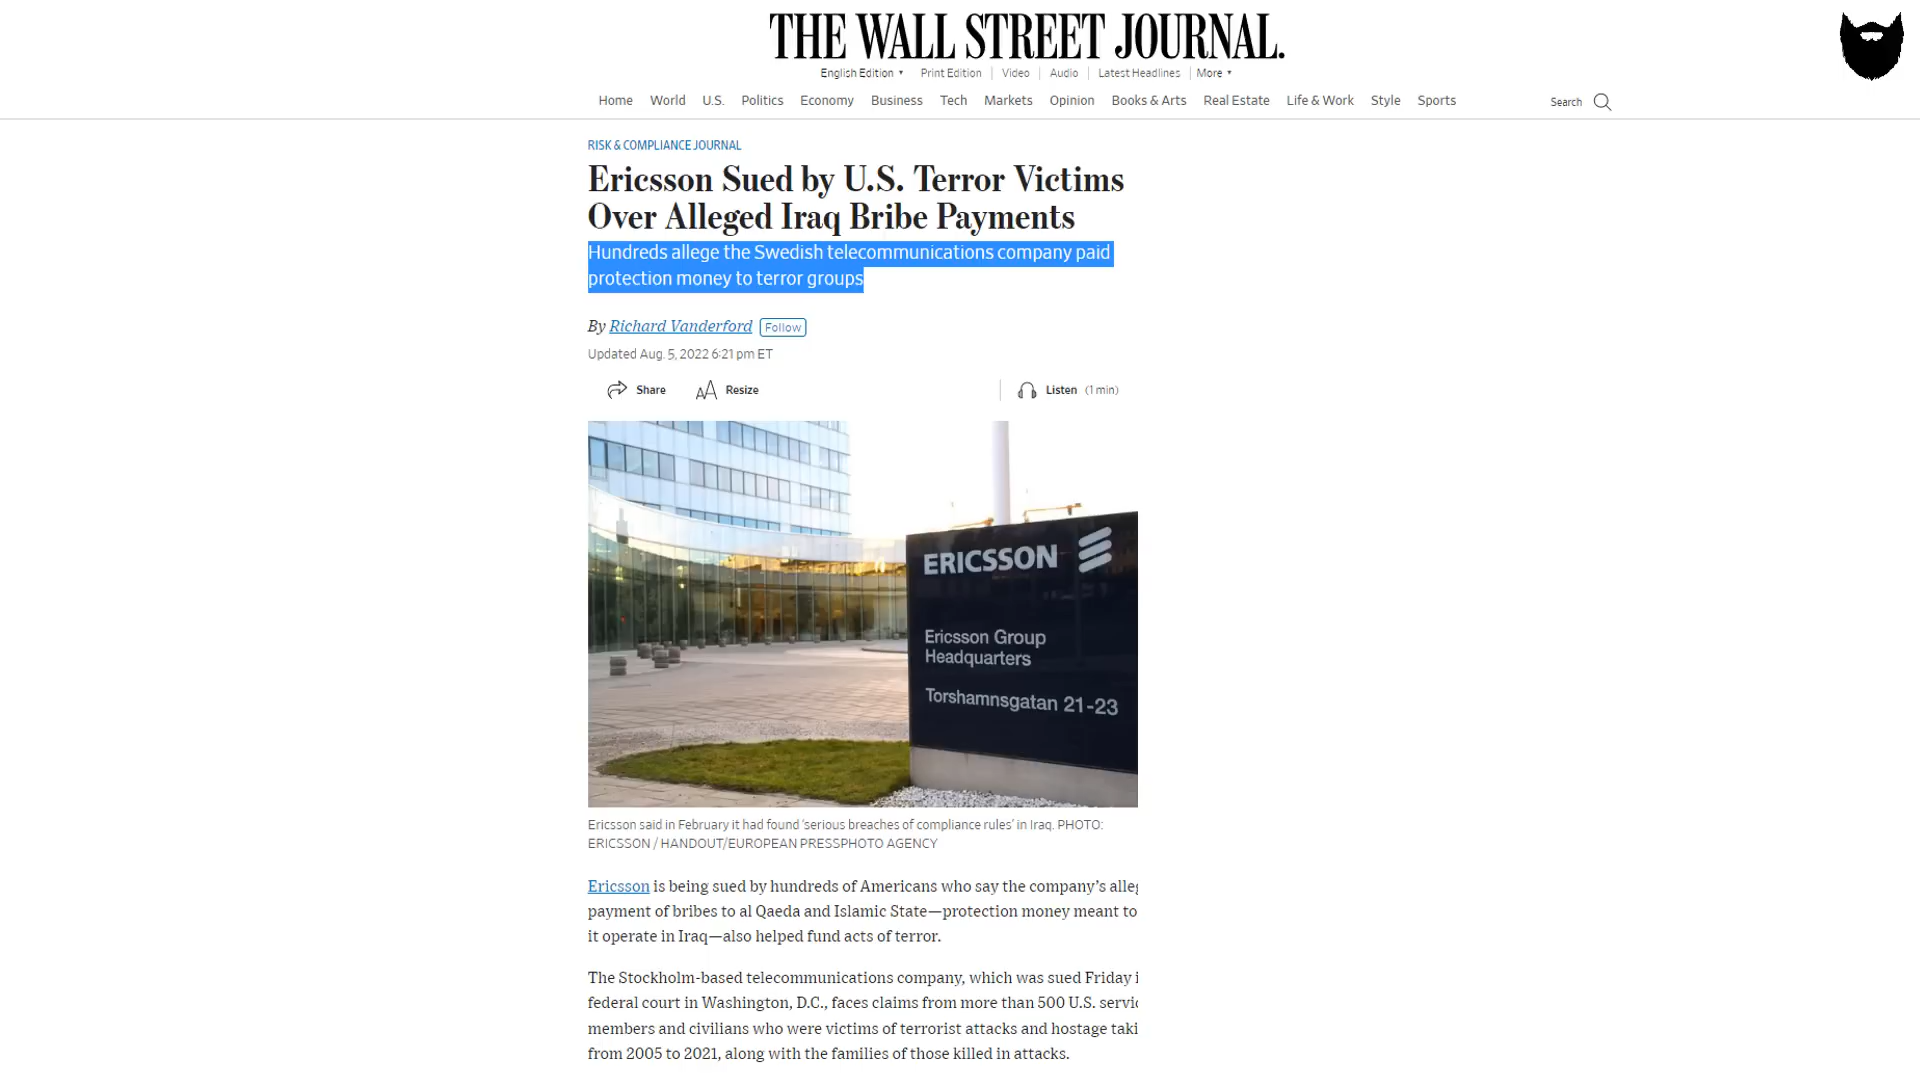 THE WALL STREET JOURNAL.
English Edition Print Edition Video Audio Latest Headlines More
Home World U.S. Politics Economy Business Tech Markets Opinion Books & Arts Real Estate Life & Work Style Sports Search
RISK & COMPLIANCE JOURNAL
Ericsson Sued by U.S. Terror Victims
Over Alleged Iraq Bribe Payments
Hundreds allege the Swedish telecommunications company paid
protection money to terror groups
By Richard Vanderford Follow
Updated Aug. 5, 2022 6:21 pm ET
Share Resize Listen (1 min)
ERICSSON
Ericsson Group
Headquarters
Torshamnsgatan 21-23
Ericsson said in February it had found ‘serious breaches of compliance rules’ in Iraq. PHOTO:
ERICSSON / HANDOUT/EUROPEAN PRESSPHOTO AGENCY
Ericsson is being sued by hundreds of Americans who say the company’s
payment of bribes to al Qaeda and Islamic State—protection money meant to
it operate in Iraq—also helped fund acts of terror.
The Stockholm-based telecommunications company, which was sued Friday
federal court in Washington, D.C., faces claims from more than 500 U.S.
members and civilians who were victims of terrorist attacks and hostage
from 2005 to 2021, along with the families of those killed in attacks.